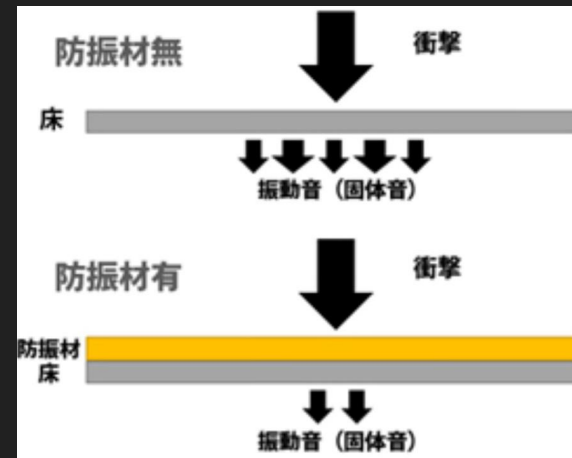 防振材無
衝撃
床
振動音（固体音）
防振材有
衝撃
防振材
床
振動音（固体音）